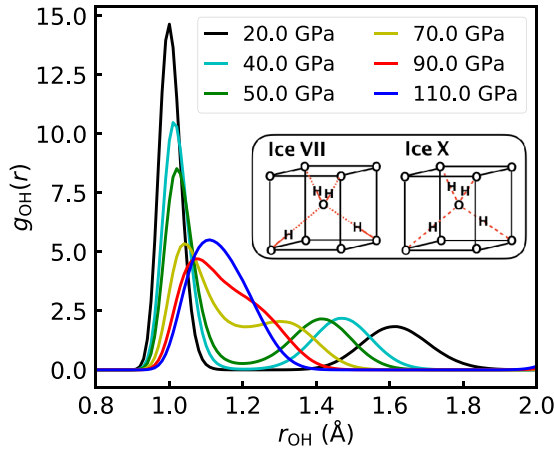 15.0
12.5
10.0
7.5
5.0
2.5
0.0
g_OH(r)
20.0 GPa
40.0 GPa
50.0 GPa
70.0 GPa
90.0 GPa
110.0 GPa
Ice VII
H H
H
H
Ice X
H H
H
H
0.8 1.0 1.2 1.4 1.6 1.8 2.0
r_OH (Å)